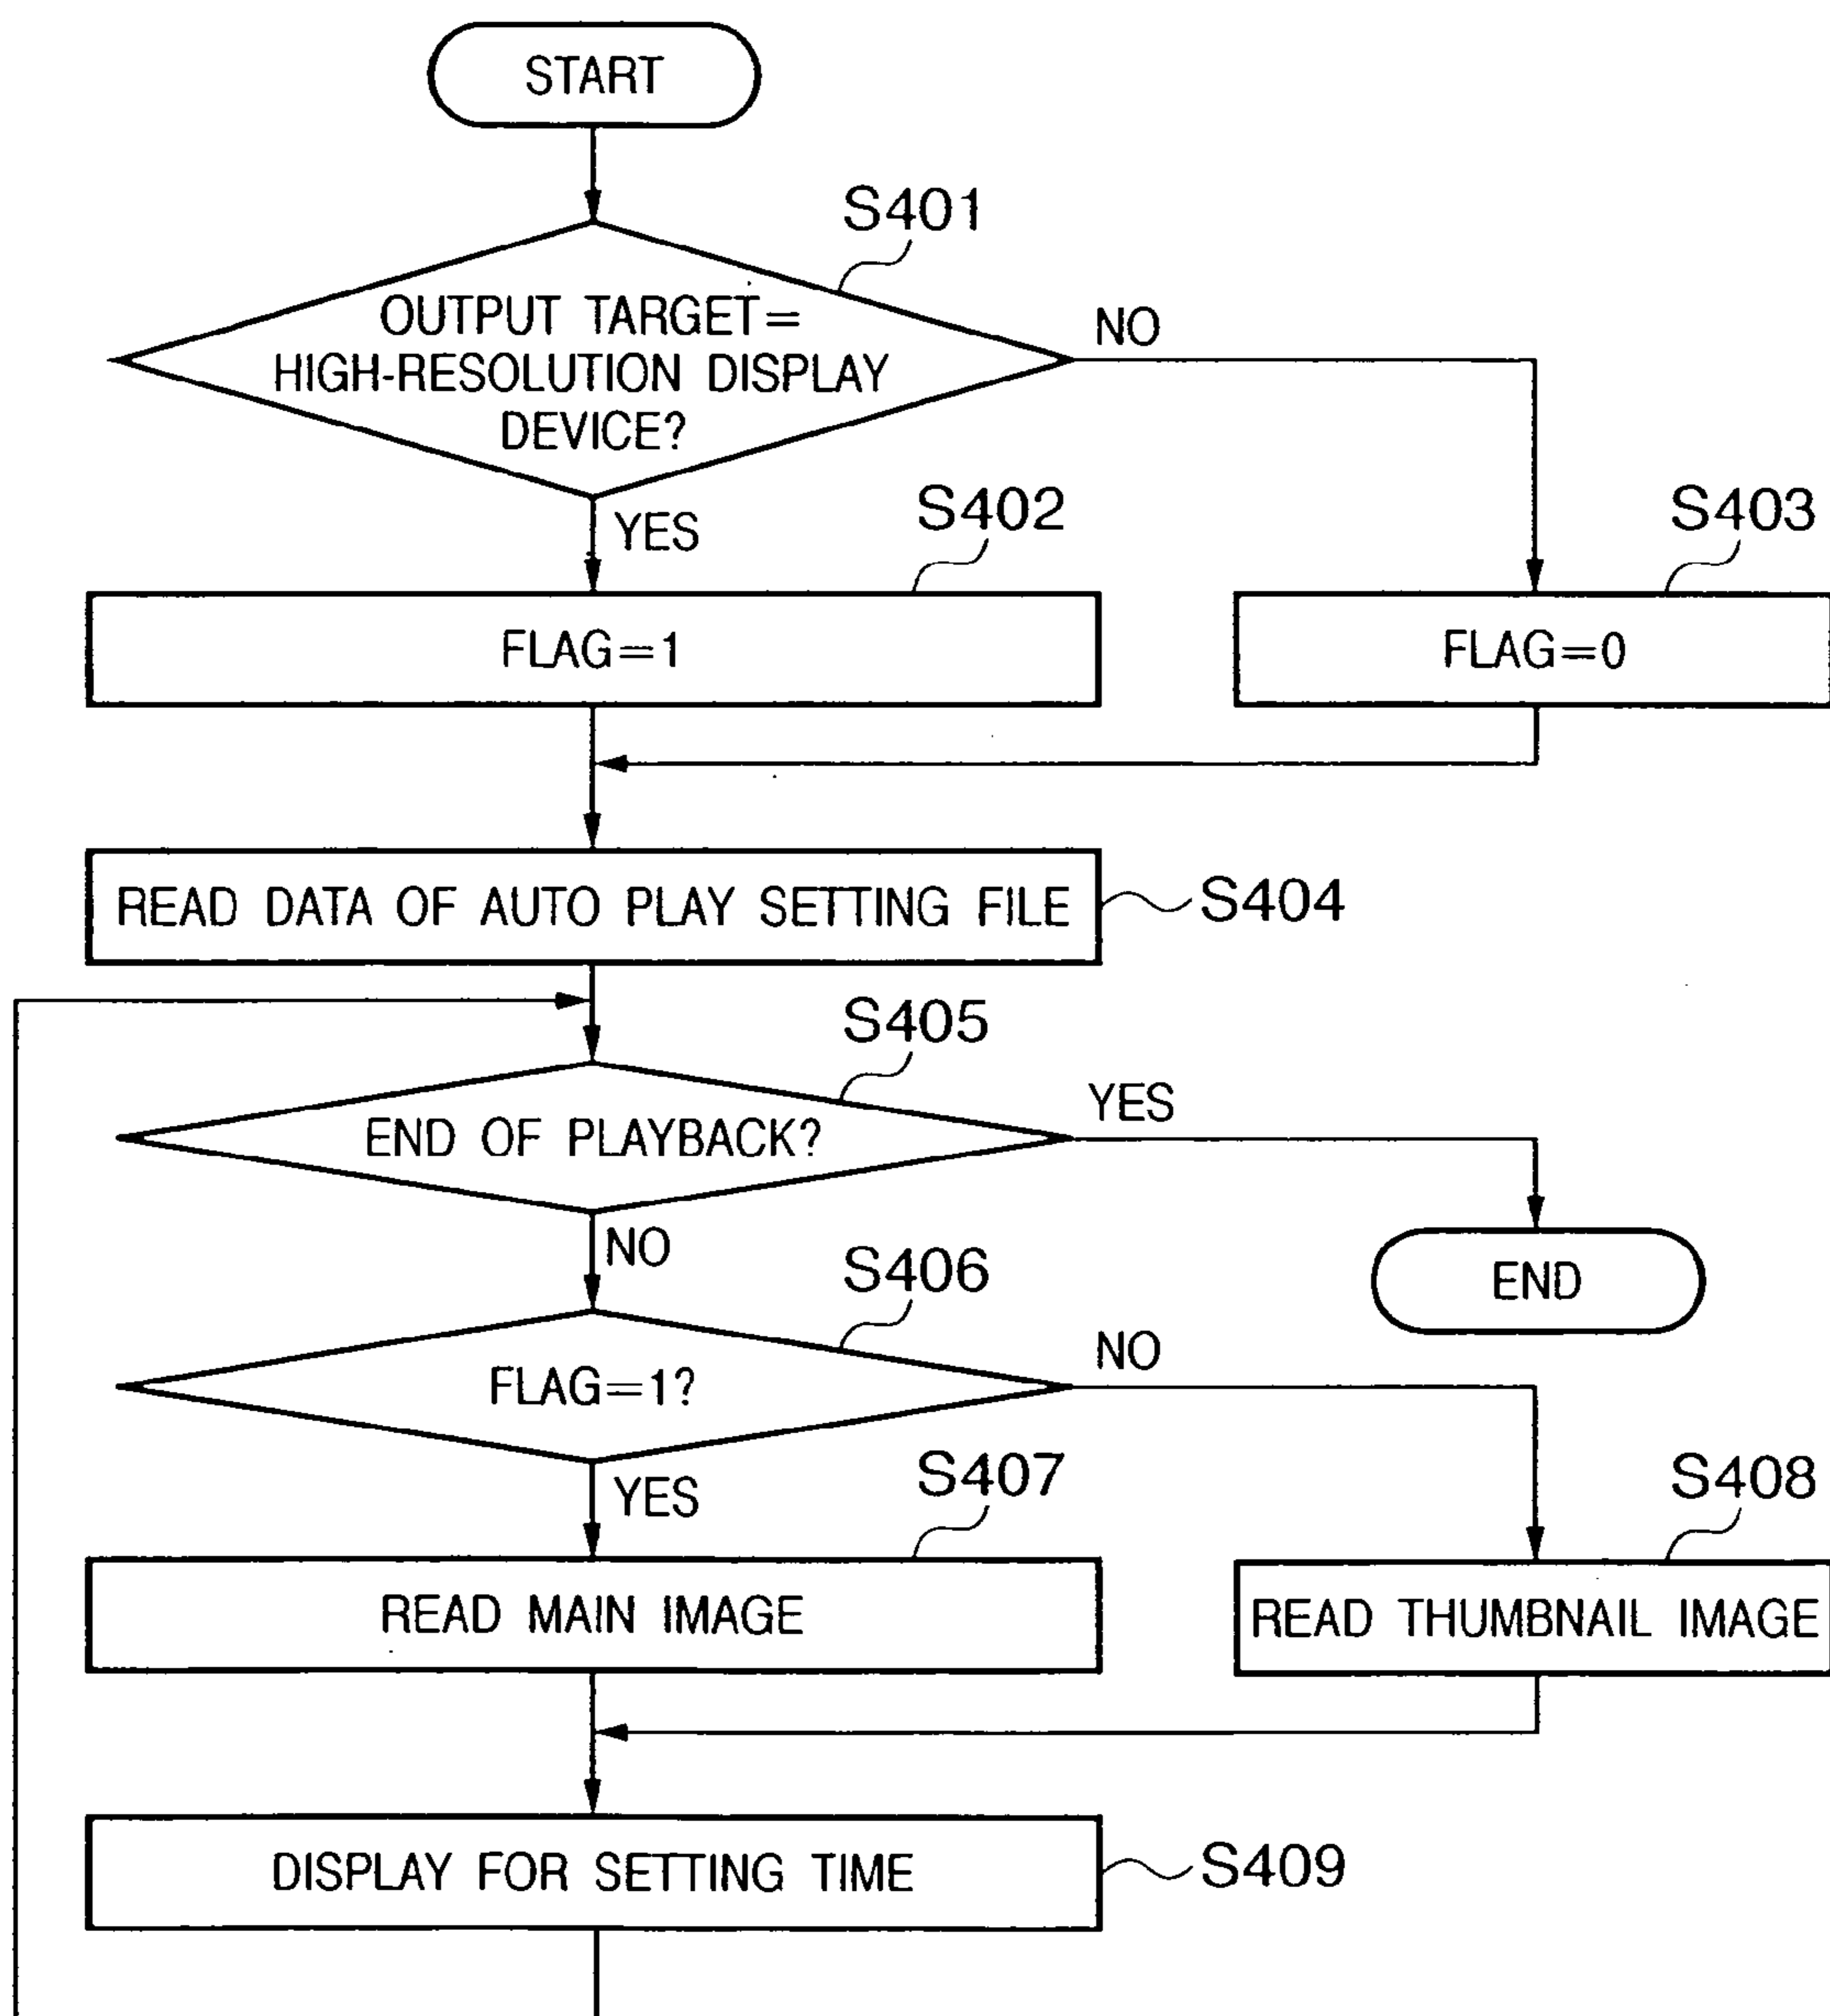 START
S401
OUTPUT TARGET=
HIGH-RESOLUTION DISPLAY
DEVICE?
NO
YES
S402
S403
FLAG=1
FLAG=0
READ DATA OF AUTO PLAY SETTING FILE
S404
S405
END OF PLAYBACK?
YES
NO
END
S406
FLAG=1?
NO
YES
S407
S408
READ MAIN IMAGE
READ THUMBNAIL IMAGE
DISPLAY FOR SETTING TIME
S409